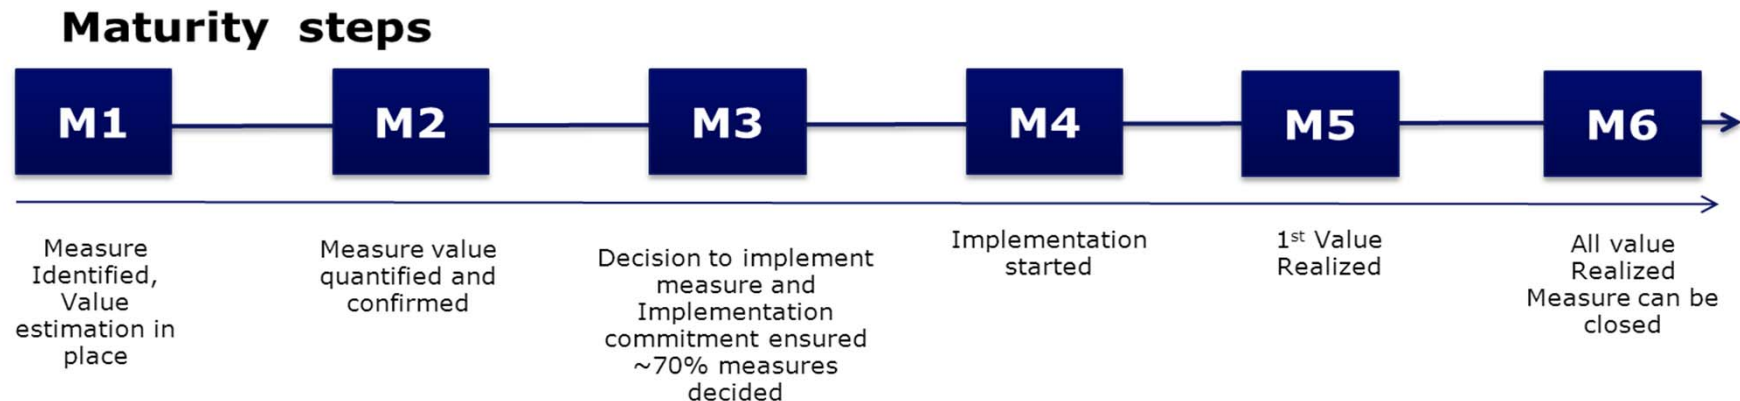 Maturity steps
M1
M2
M3
M4
M5
M6
Measure
Identified,
Value
estimation in
place
Measure value
quantified and
confirmed
Decision to implement
measure and
Implementation
commitment ensured
~70% measures
decided
Implementation
started
1st Value
Realized
All value
Realized
Measure can be
closed